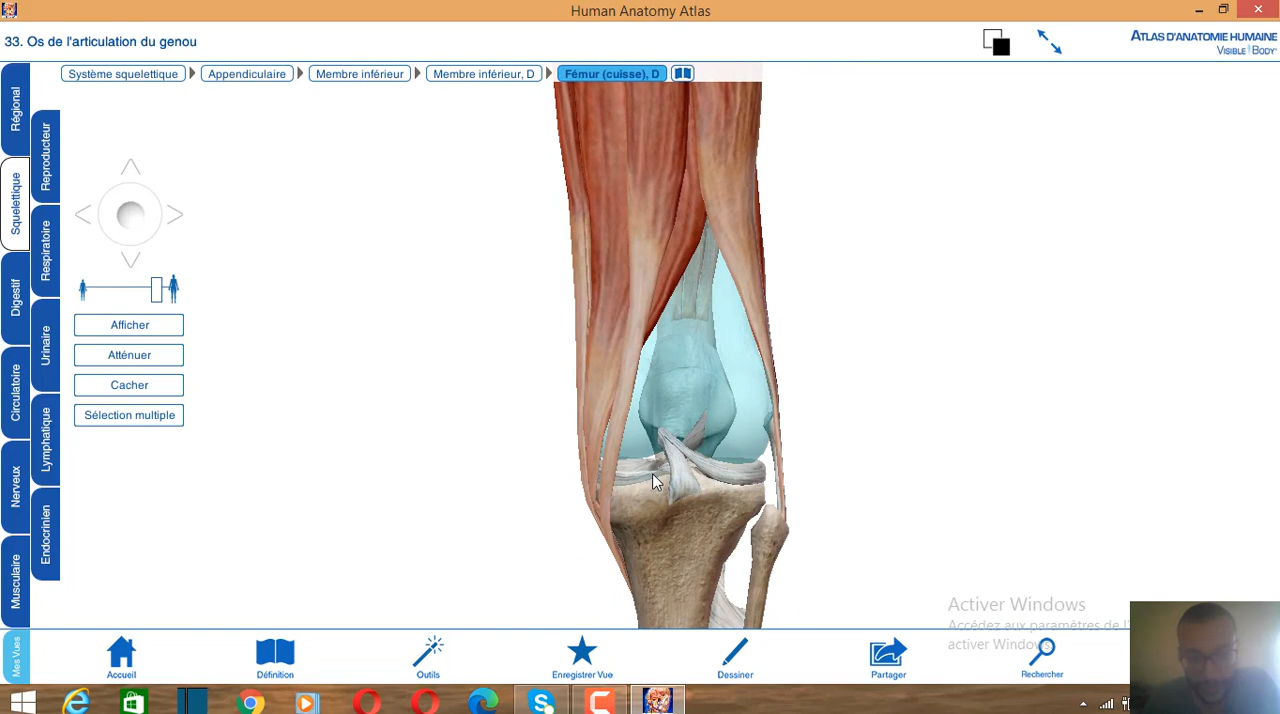 Human Anatomy Atlas
33. Os de l'articulation du genou
ATLAS D'ANATOMIE HUMAINE
VISIBLE BODY®
Système squelettique
Appendiculaire
Membre inférieur
Membre inférieur, D
Fémur (cuisse), D
Régional
Squelettique
Digestif
Circulatoire
Nerveux
Musculaire
Mes Vues
Reproducteur
Respiratoire
Urinaire
Lymphatique
Endocrinien
Afficher
Atténuer
Cacher
Sélection multiple
Activer Windows
Accédez aux paramètres de l'
activer Windows.
Accueil
Définition
Outils
Enregistrer Vue
Dessiner
Partager
Rechercher